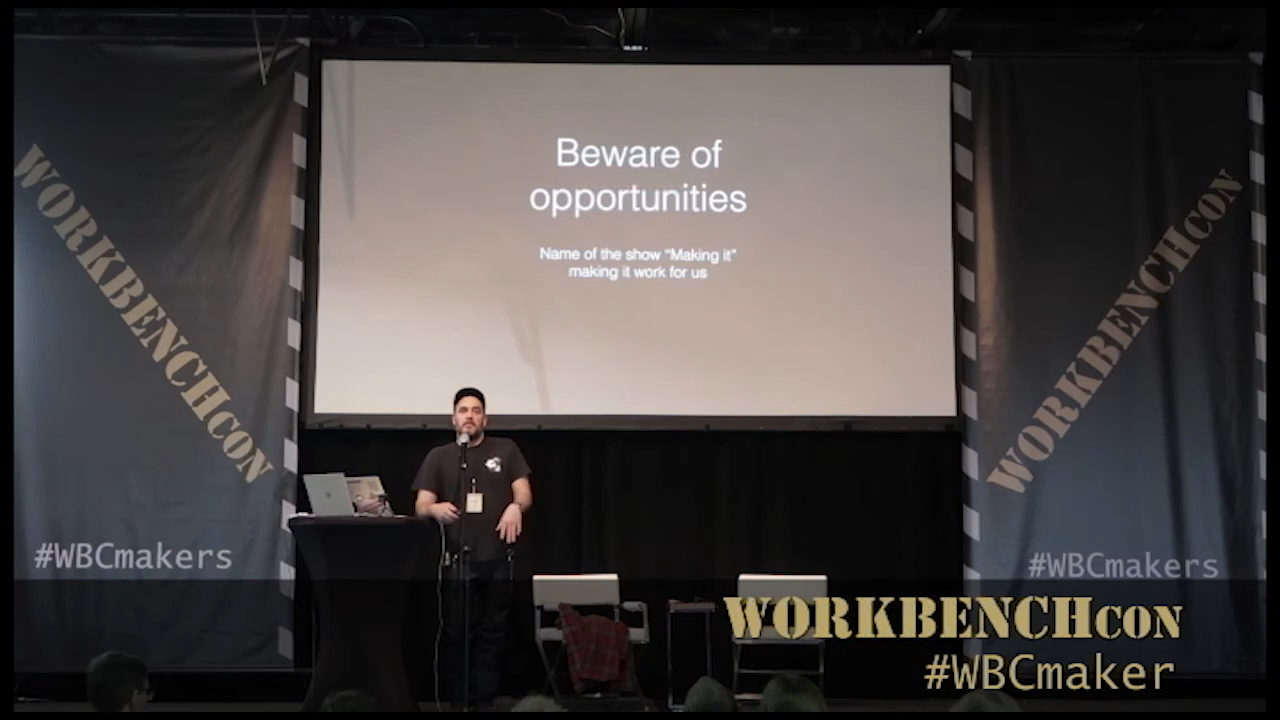 Beware of
opportunities
Name of the show "Making it"
making it work for us
WORKBENCHCON
WORKBENCHCON
#WBCmakers
#WBCmakers
WORKBENCHCON
#WBCmaker